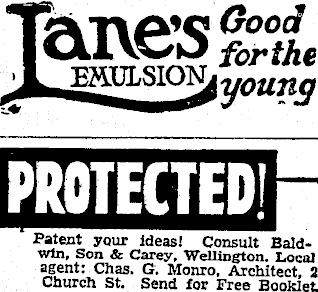 Lane's Good
for the
EMULSION young
PROTECTED!
Patent your ideas! Consult Bald-
win, Son & Carey, Wellington. Local
agent: Chas. G. Monro, Architect, 2
Church St. Send for Free Booklet.